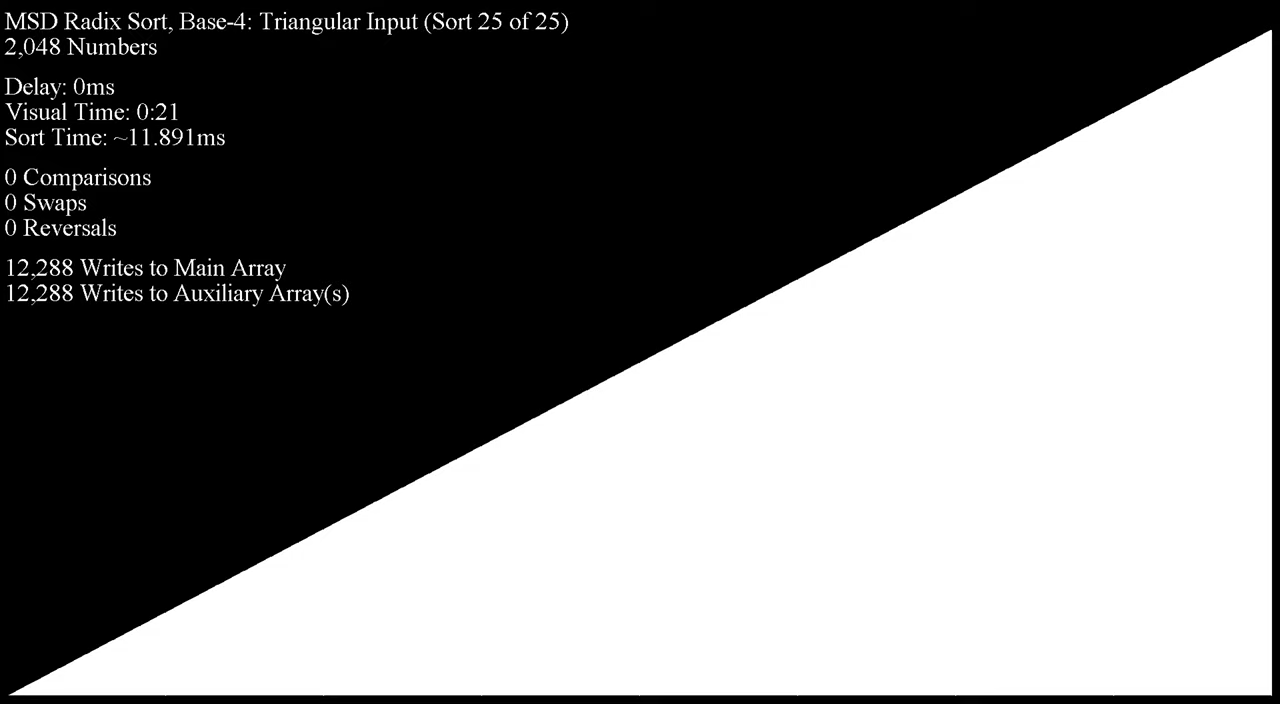 MSD Radix Sort, Base-4: Triangular Input (Sort 25 of 25)
2,048 Numbers
Delay: 0ms
Visual Time: 0:21
Sort Time: ~11.891ms
0 Comparisons
0 Swaps
0 Reversals
12,288 Writes to Main Array
12,288 Writes to Auxiliary Array(s)